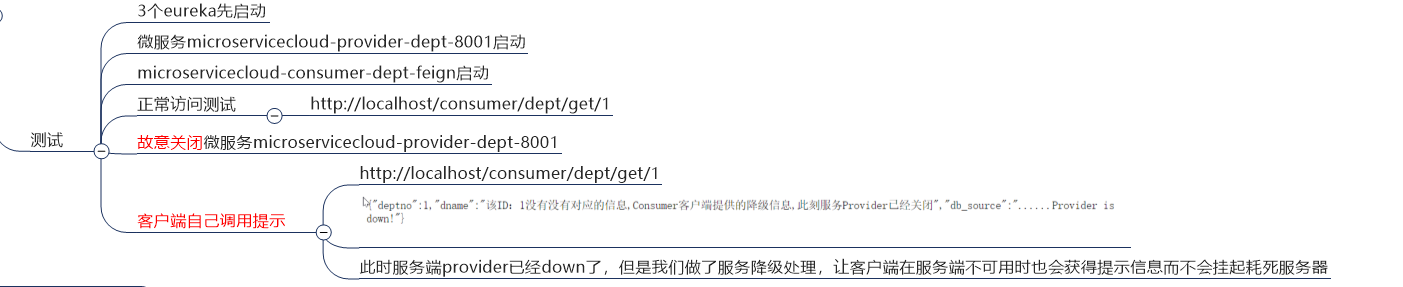 3个eureka先启动
微服务microservicecloud-provider-dept-8001启动
microservicecloud-consumer-dept-feign启动
正常访问测试
http://localhost/consumer/dept/get/1
测试
故意关闭微服务microservicecloud-provider-dept-8001
客户端自己调用提示
http://localhost/consumer/dept/get/1
{"deptno":1,"dname":"该ID：1没有没有对应的信息,Consumer客户端提供的降级信息,此刻服务Provider已经关闭","db_source":"......Provider is
down!"}
此时服务端provider已经down了，但是我们做了服务降级处理，让客户端在服务端不可用时也会获得提示信息而不会挂起耗死服务器